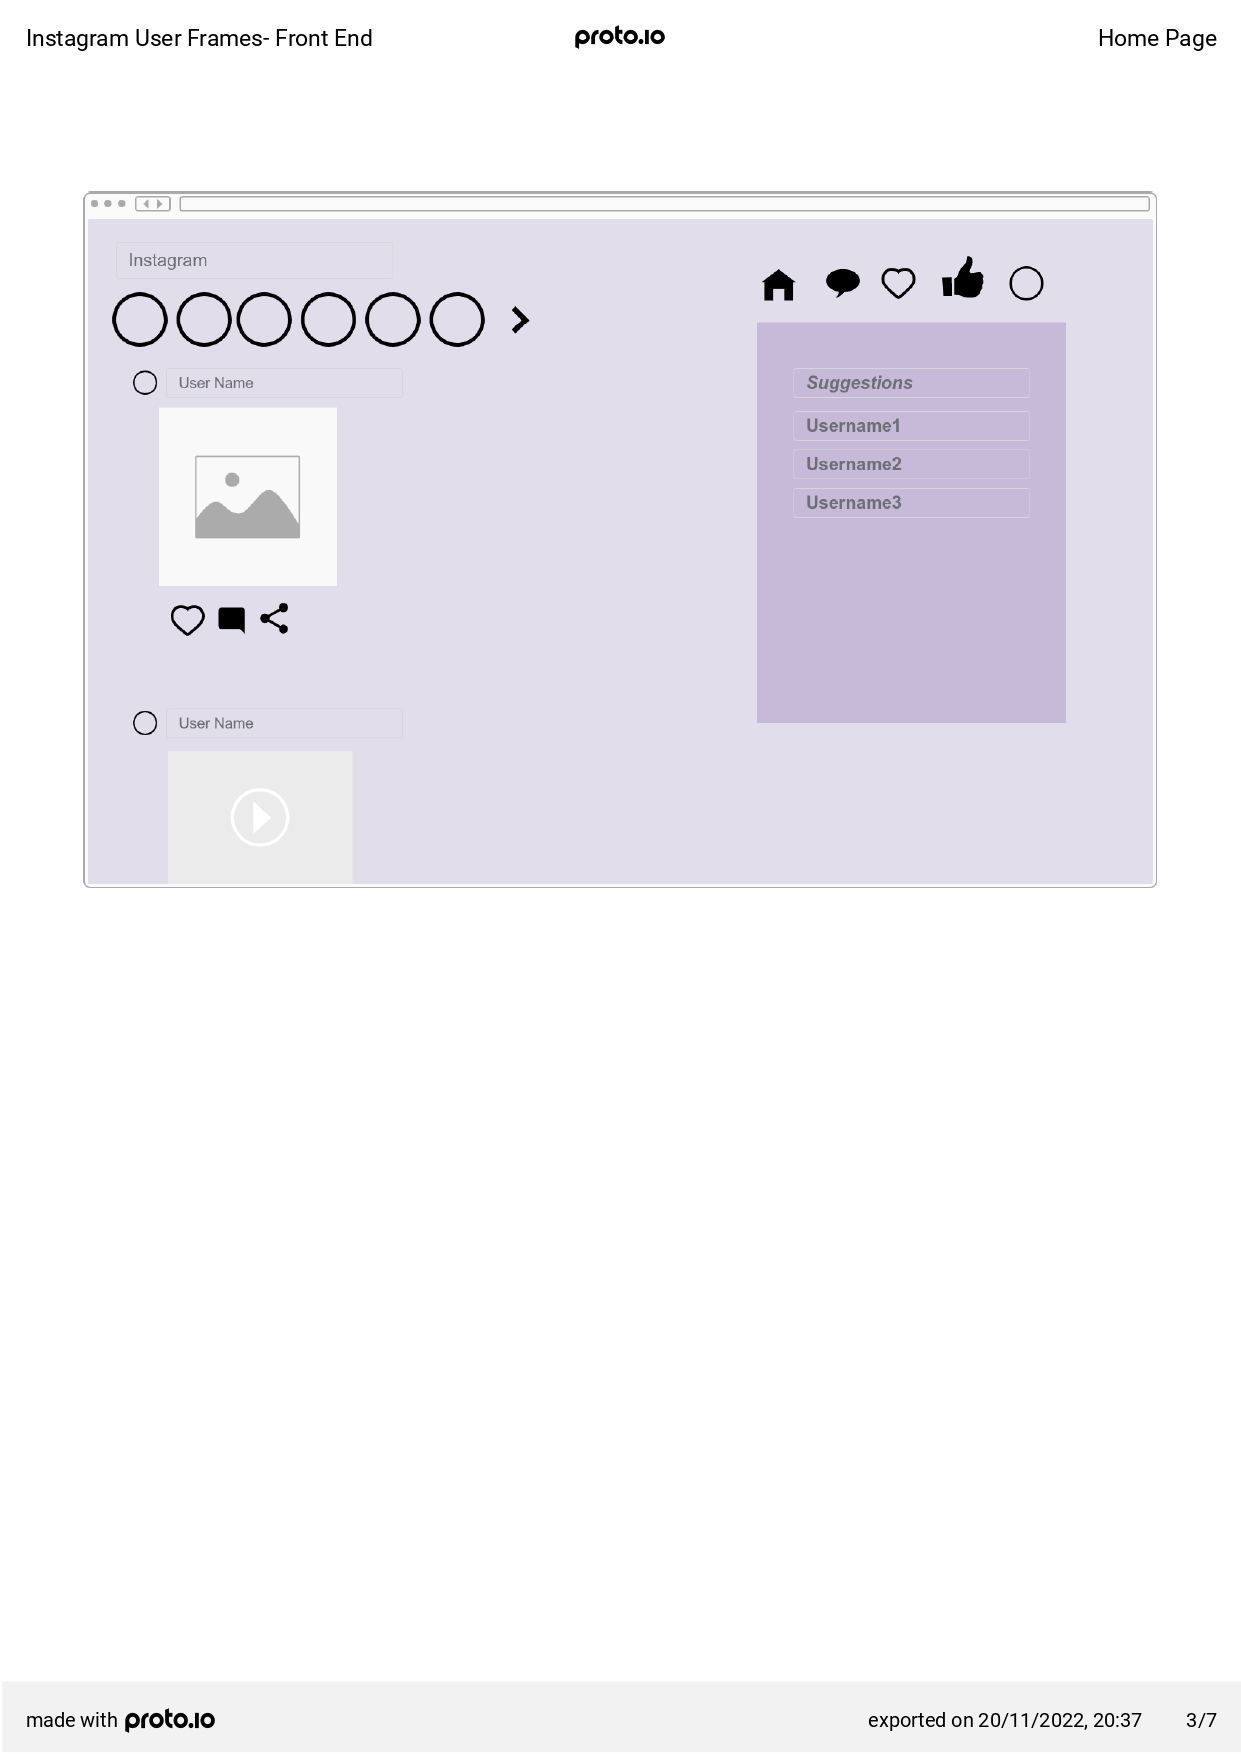 Instagram User Frames- Front End
proto.io
Home Page
Instagram
User Name
Suggestions
Username1
Username2
Username3
User Name
made with proto.io
exported on 20/11/2022, 20:37
3/7